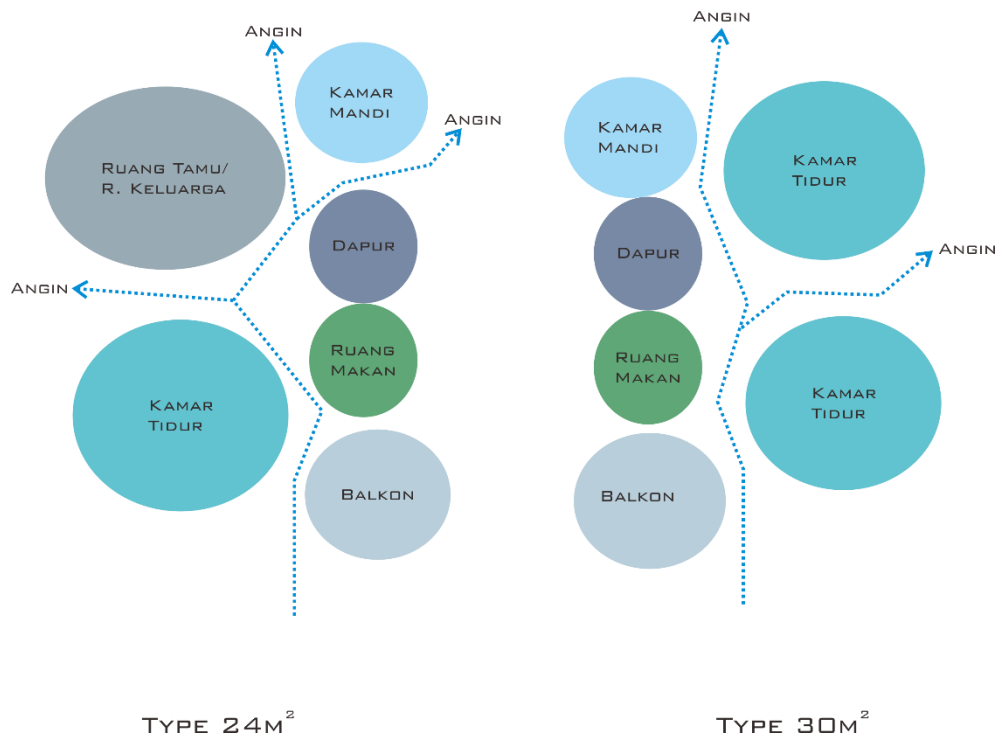 Angin
Kamar
Mandi
Angin
Ruang Tamu/
R. Keluarga
Dapur
Angin
Ruang
Makan
Kamar
Tidur
Balkon
Type 24m²
Angin
Kamar
Mandi
Kamar
Tidur
Dapur
Angin
Ruang
Makan
Kamar
Tidur
Balkon
Type 30m²